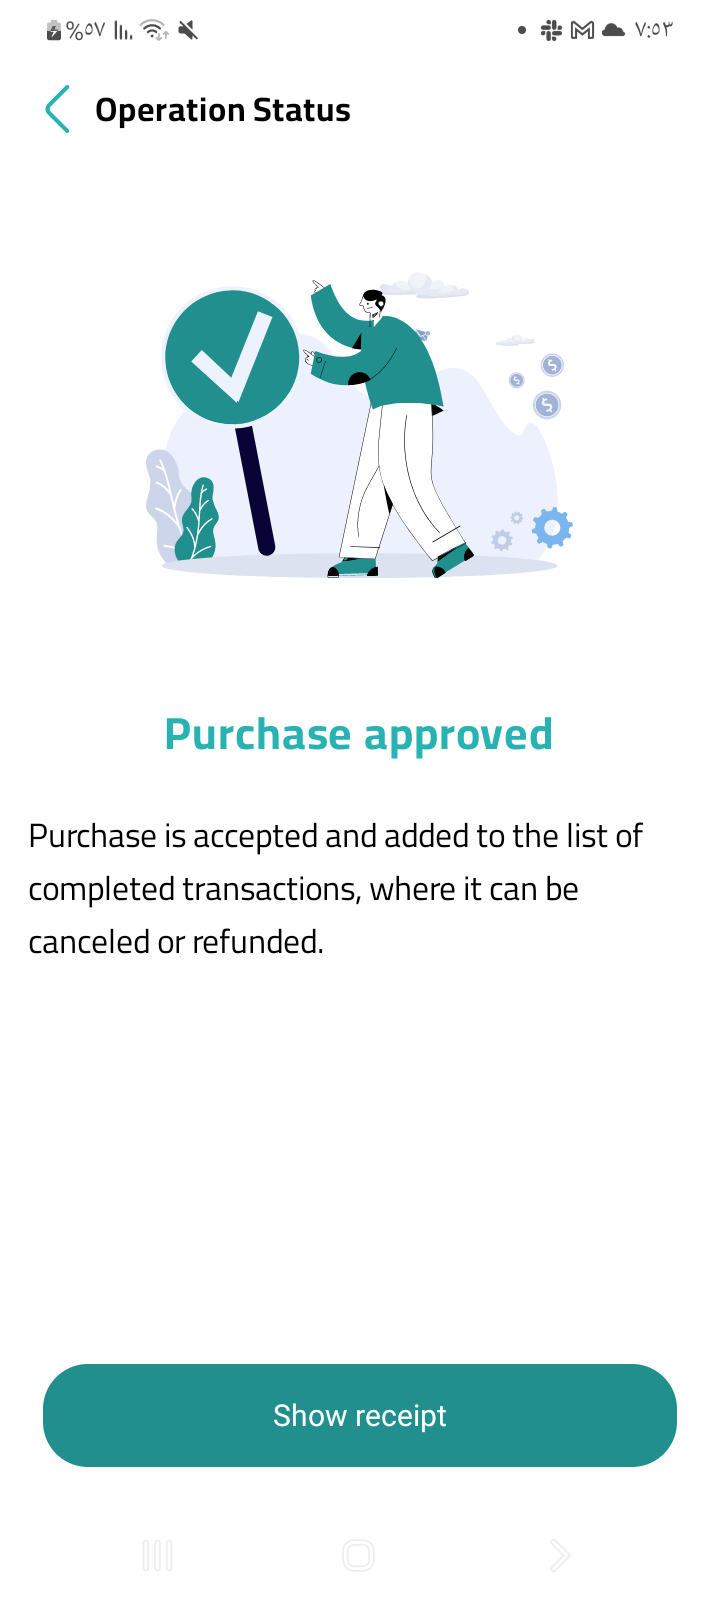 %٥٧
٧:٥٣
Operation Status
Purchase approved
Purchase is accepted and added to the list of
completed transactions, where it can be
canceled or refunded.
Show receipt